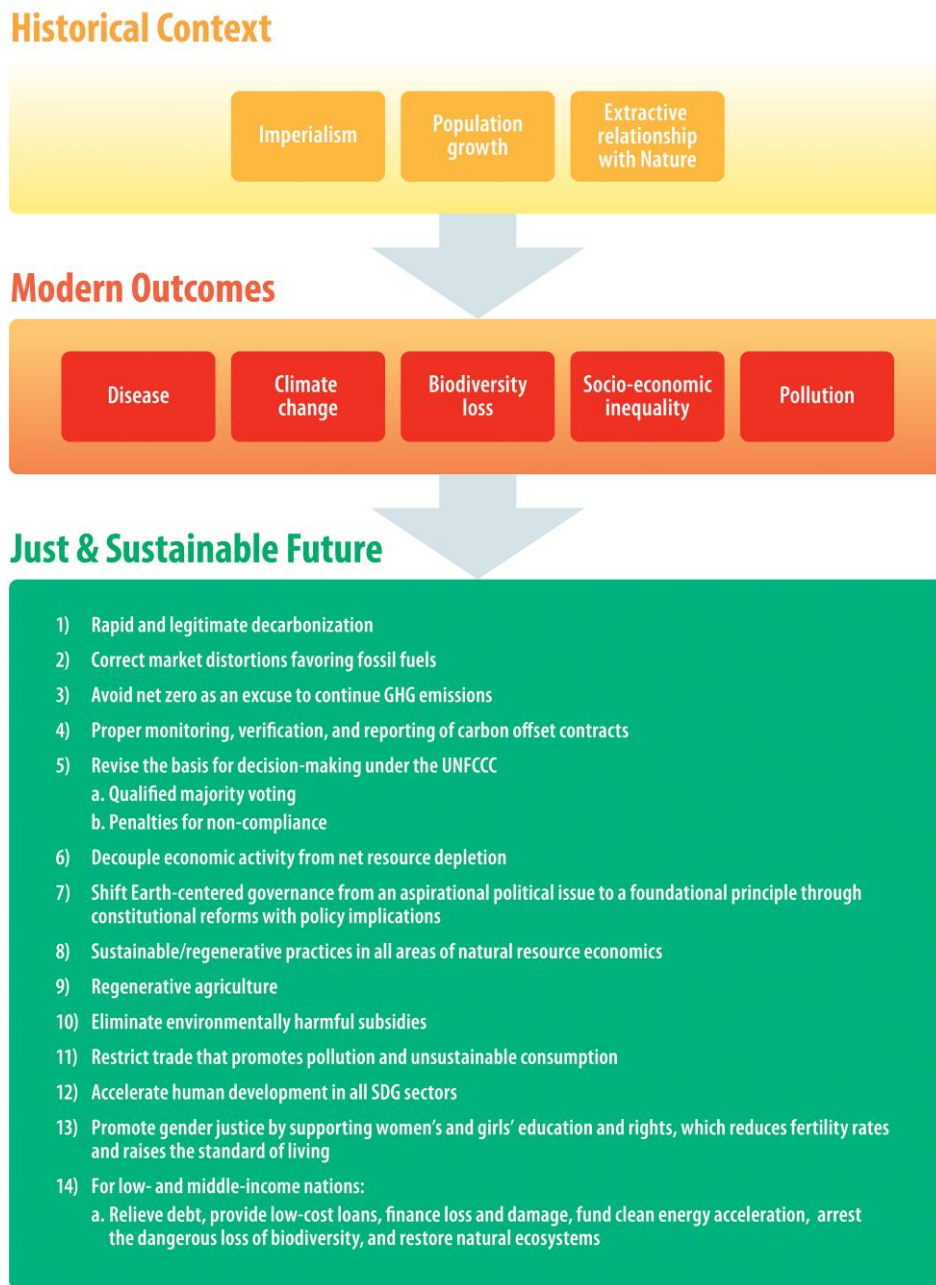 Historical Context
Imperialism
Population
growth
Extractive
relationship
with Nature
Modern Outcomes
Disease
Climate
change
Biodiversity
loss
Socio-economic
inequality
Pollution
Just & Sustainable Future
1) Rapid and legitimate decarbonization
2) Correct market distortions favoring fossil fuels
3) Avoid net zero as an excuse to continue GHG emissions
4) Proper monitoring, verification, and reporting of carbon offset contracts
5) Revise the basis for decision-making under the UNFCCC
a. Qualified majority voting
b. Penalties for non-compliance
6) Decouple economic activity from net resource depletion
7) Shift Earth-centered governance from an aspirational political issue to a foundational principle through
constitutional reforms with policy implications
8) Sustainable/regenerative practices in all areas of natural resource economics
9) Regenerative agriculture
10) Eliminate environmentally harmful subsidies
11) Restrict trade that promotes pollution and unsustainable consumption
12) Accelerate human development in all SDG sectors
13) Promote gender justice by supporting women's and girls' education and rights, which reduces fertility rates
and raises the standard of living
14) For low- and middle-income nations:
a. Relieve debt, provide low-cost loans, finance loss and damage, fund clean energy acceleration, arrest
the dangerous loss of biodiversity, and restore natural ecosystems